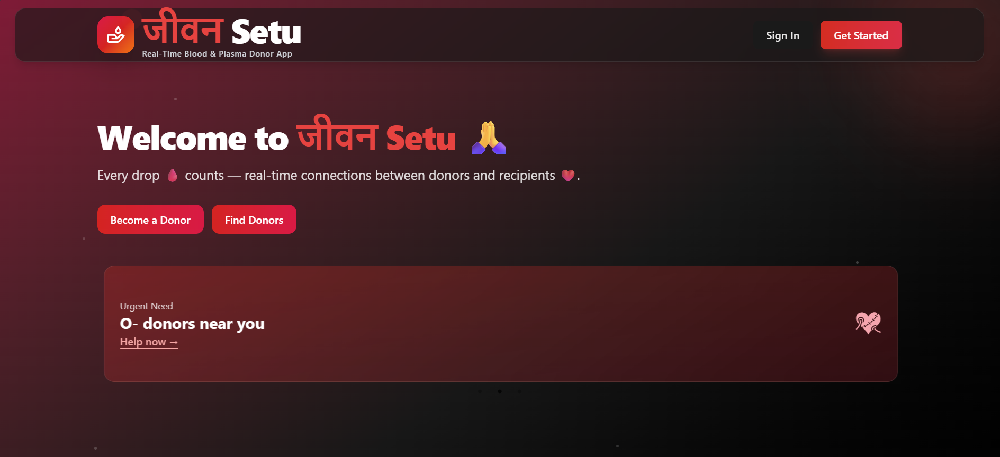 जीवन Setu
Real-Time Blood & Plasma Donor App
Sign In
Get Started
Welcome to जीवन Setu 🙏
Every drop 🩸 counts — real-time connections between donors and recipients ❤️.
Become a Donor
Find Donors
Urgent Need
O- donors near you
Help now →